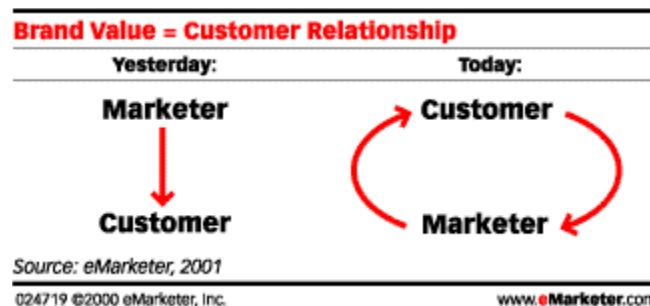 Brand Value = Customer Relationship
Yesterday: Today:
Marketer Customer
Customer Marketer
Source: eMarketer, 2001
024719 ©2000 eMarketer, Inc. www.eMarketer.com